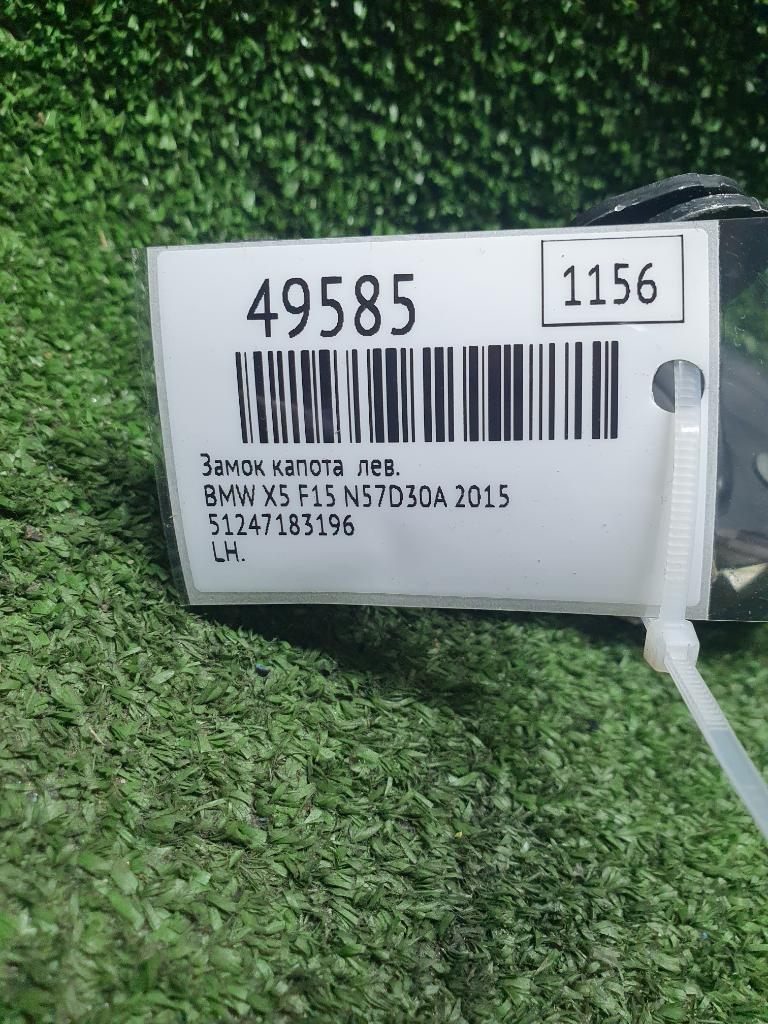 49585
1156
Замок капота лев.
BMW X5 F15 N57D30A 2015
51247183196
LH.